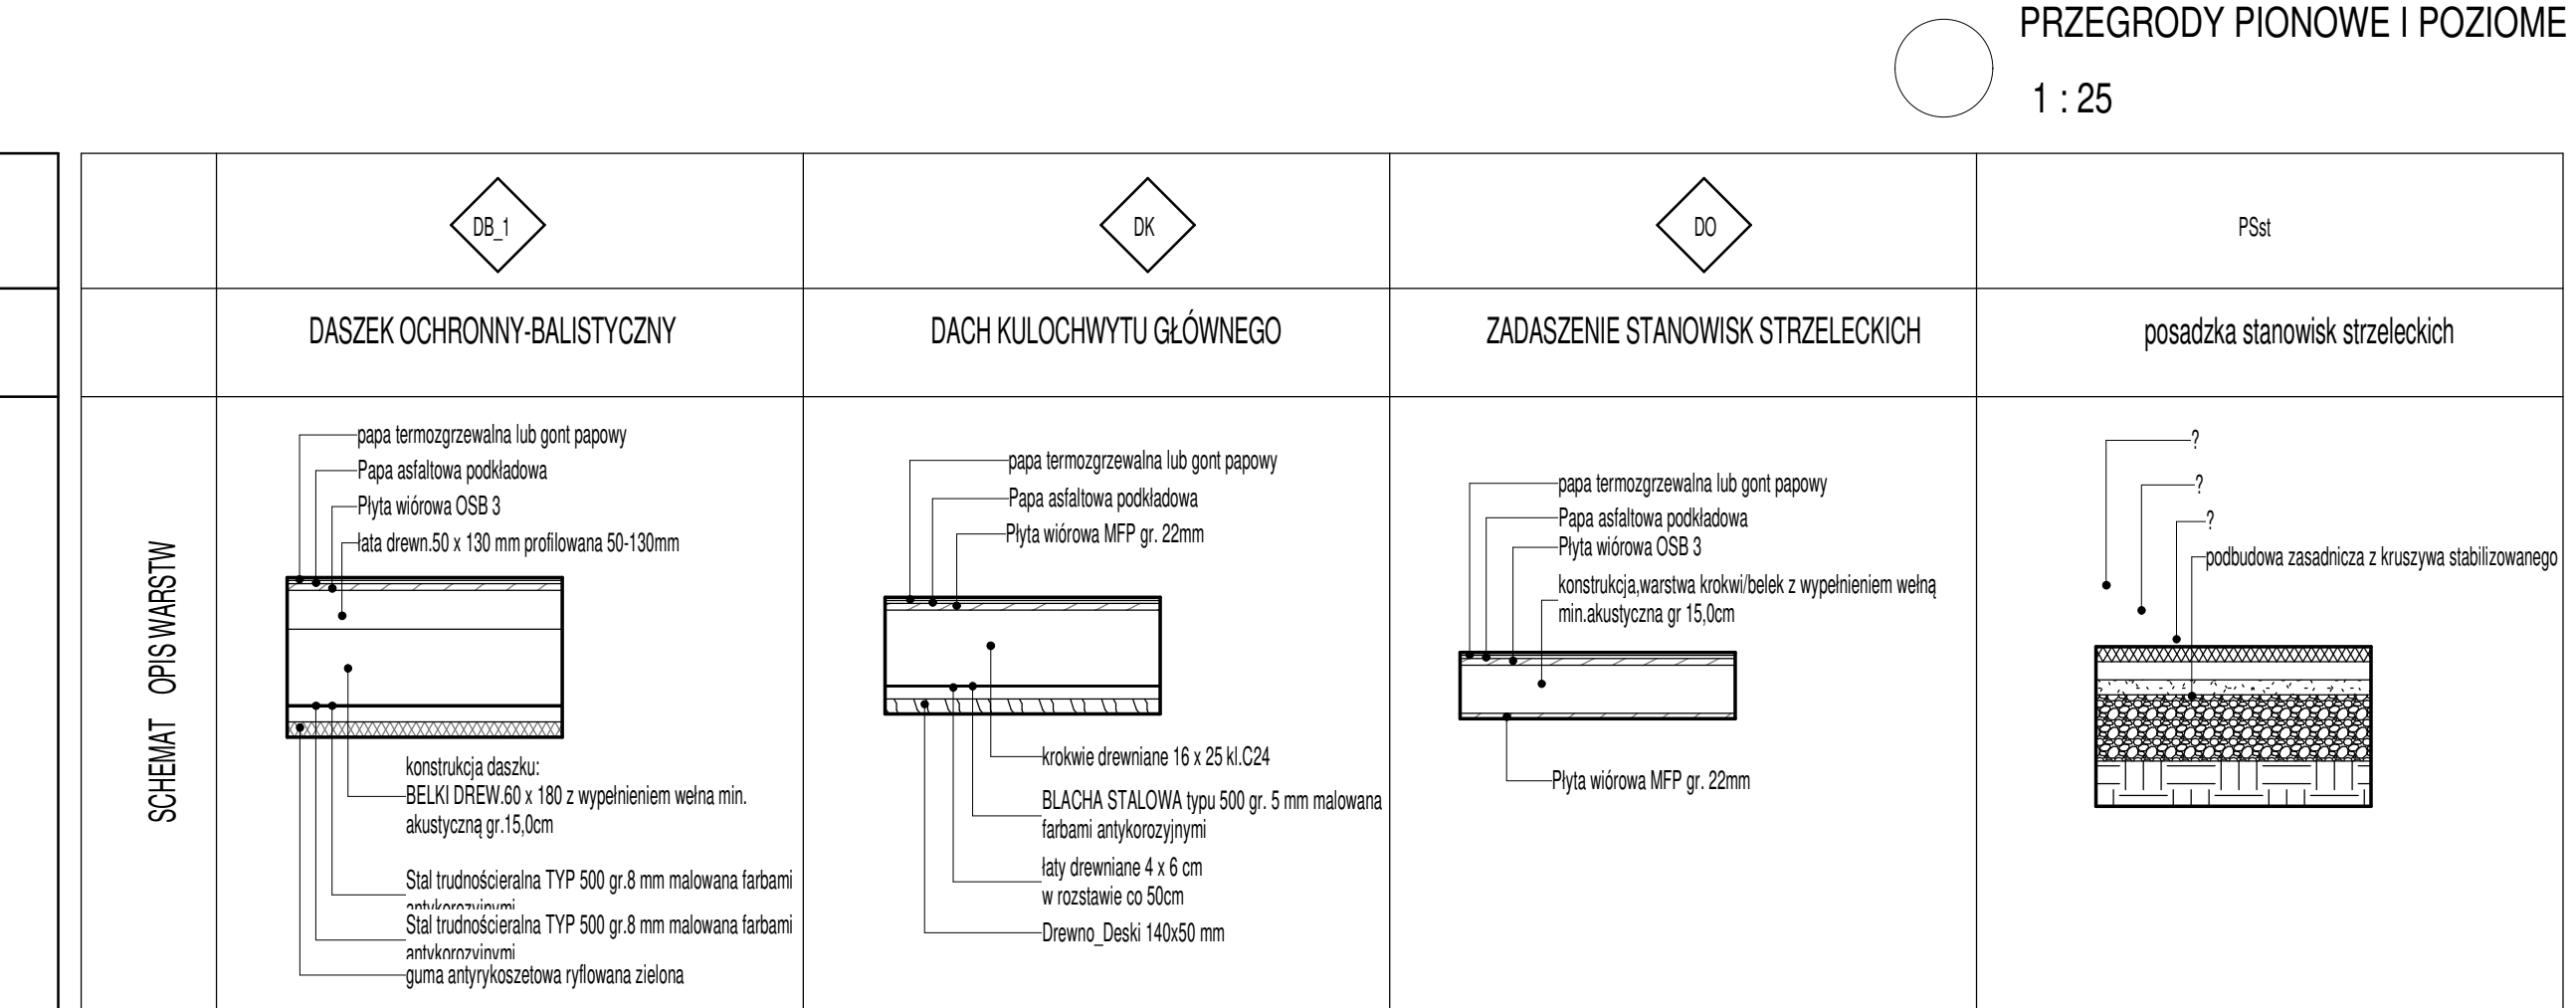 PRZEGRODY PIONOWE I POZIOME
1 : 25
DB_1
DK
DO
PSst
DASZEK OCHRONNY-BALISTYCZNY
DACH KULOCHWYTU GŁÓWNEGO
ZADASZENIE STANOWISK STRZELECKICH
posadzka stanowisk strzeleckich
SCHEMAT OPIS WARSTW
papa termozgrzewalna lub gont papowy
Papa asfaltowa podkładowa
Płyta wiórowa OSB 3
łata drewn.50 x 130 mm profilowana 50-130mm
konstrukcja daszku:
BELKI DREW.60 x 180 z wypełnieniem wełna min.
akustyczną gr.15,0cm
Stal trudnościeralna TYP 500 gr.8 mm malowana farbami
antykorozyjnymi
Stal trudnościeralna TYP 500 gr.8 mm malowana farbami
antykorozyjnymi
guma antyrykoszetowa ryflowana zielona
papa termozgrzewalna lub gont papowy
Papa asfaltowa podkładowa
Płyta wiórowa MFP gr. 22mm
krokwie drewniane 16 x 25 kl.C24
BLACHA STALOWA typu 500 gr. 5 mm malowana
farbami antykorozyjnymi
łaty drewniane 4 x 6 cm
w rozstawie co 50cm
Drewno_Deski 140x50 mm
papa termozgrzewalna lub gont papowy
Papa asfaltowa podkładowa
Płyta wiórowa OSB 3
konstrukcja,warstwa krokwi/belek z wypełnieniem wełną
min.akustyczna gr 15,0cm
Płyta wiórowa MFP gr. 22mm
?
?
?
podbudowa zasadnicza z kruszywa stabilizowanego